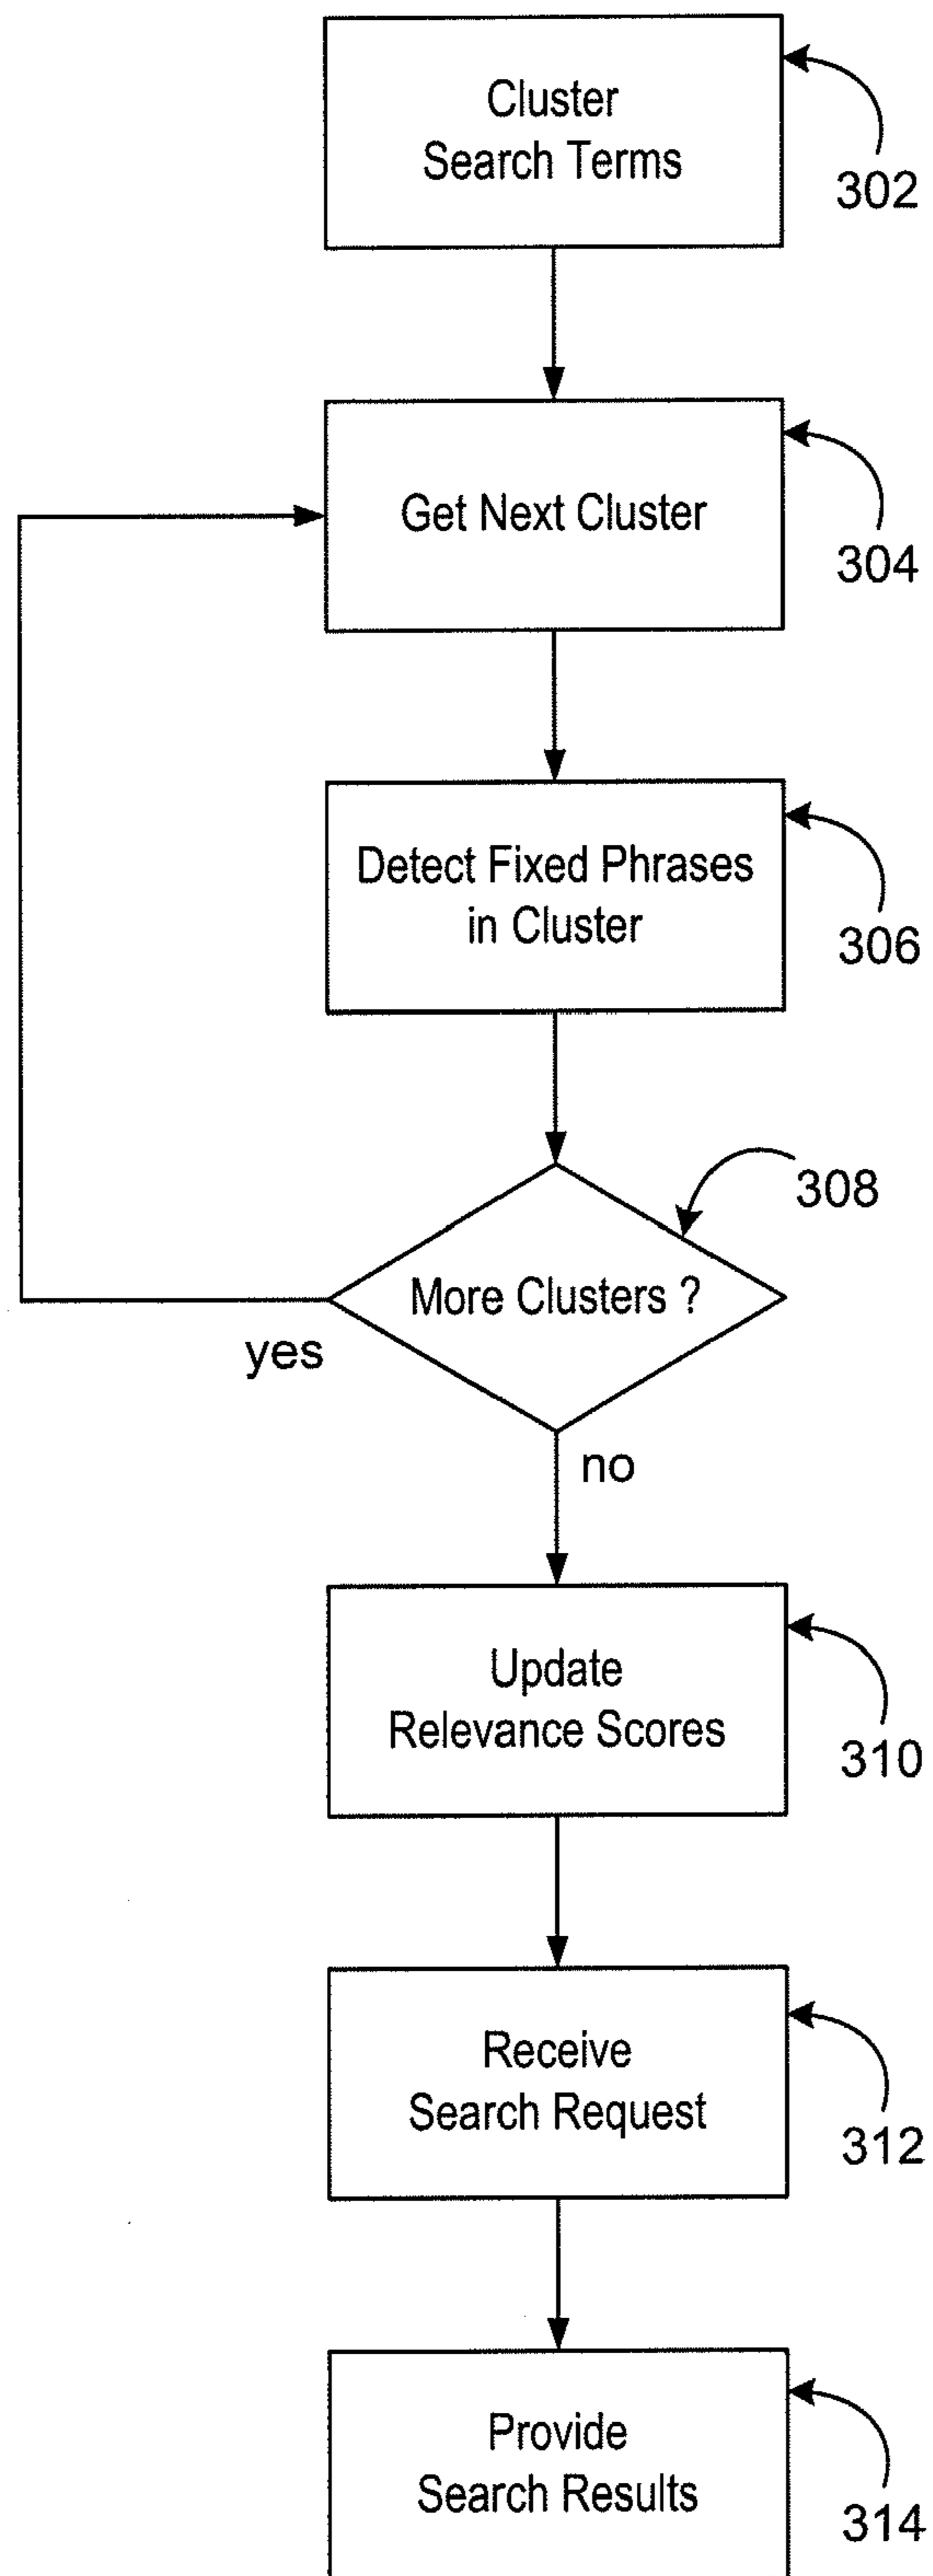 Cluster
Search Terms
302
Get Next Cluster
304
Detect Fixed Phrases
in Cluster
306
308
More Clusters ?
yes
no
Update
Relevance Scores
310
Receive
Search Request
312
Provide
Search Results
314